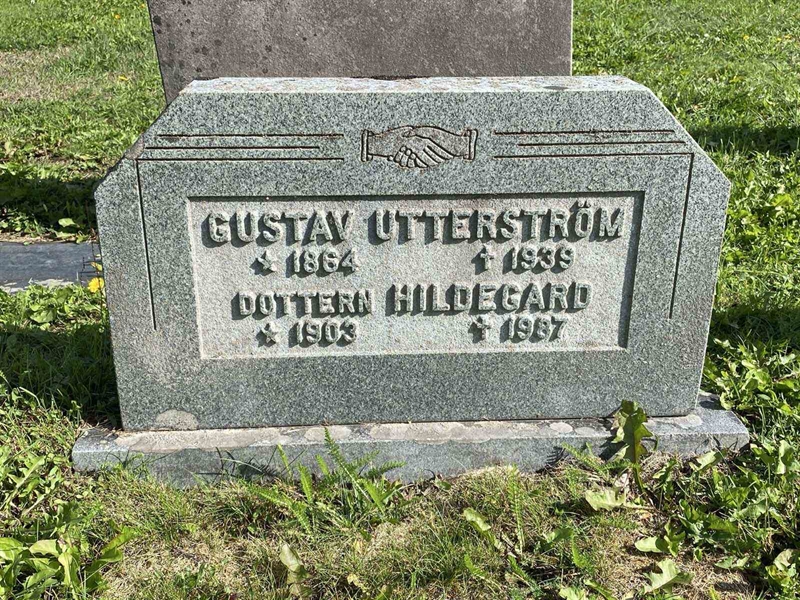 GUSTAV UTTERSTRÖM
★ 1864 † 1939
DOTTERN HILDEGARD
★ 1903 † 1987